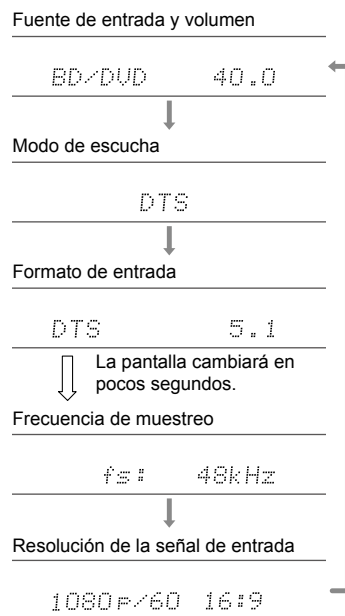 Fuente de entrada y volumen
BD/DVD 40.0
Modo de escucha
DTS
Formato de entrada
DTS 5.1
La pantalla cambiará en
pocos segundos.
Frecuencia de muestreo
fs: 48kHz
Resolución de la señal de entrada
1080p/60 16:9